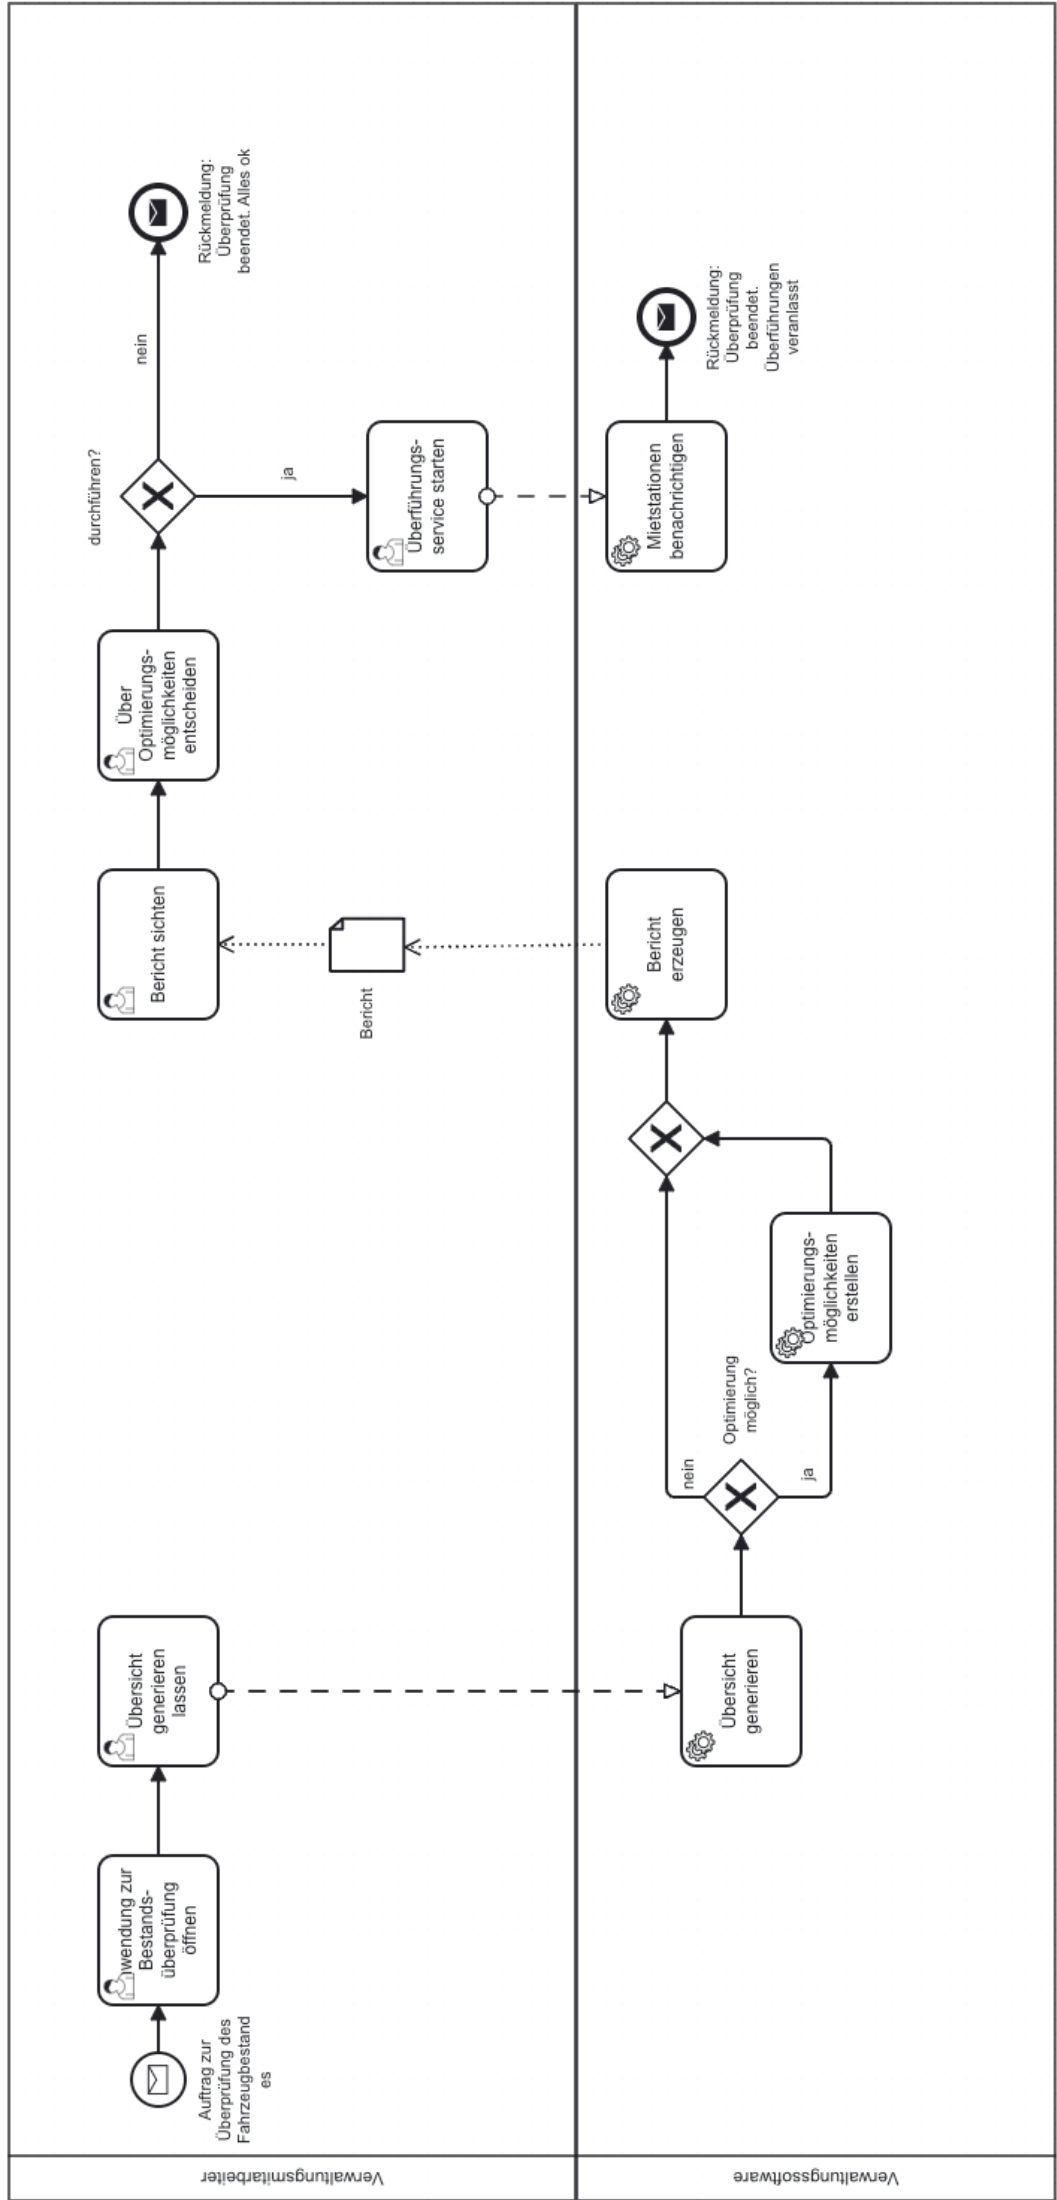 Verwaltungsmitarbeiter
Auftrag zur
Überprüfung des
Fahrzeugbestand
es
wendung zur
Bestands-
überprüfung
öffnen
Übersicht
generieren
lassen
Bericht sichten
Bericht
Über
Optimierungs-
möglichkeiten
entscheiden
durchführen?
nein
ja
Rückmeldung:
Überprüfung
beendet. Alles ok
Überführungs-
service starten
Verwaltungssoftware
Übersicht
generieren
Optimierung
möglich?
nein
ja
Optimierungs-
möglichkeiten
erstellen
Bericht
erzeugen
Mietstationen
benachrichtigen
Rückmeldung:
Überprüfung
beendet.
Überführungen
veranlasst